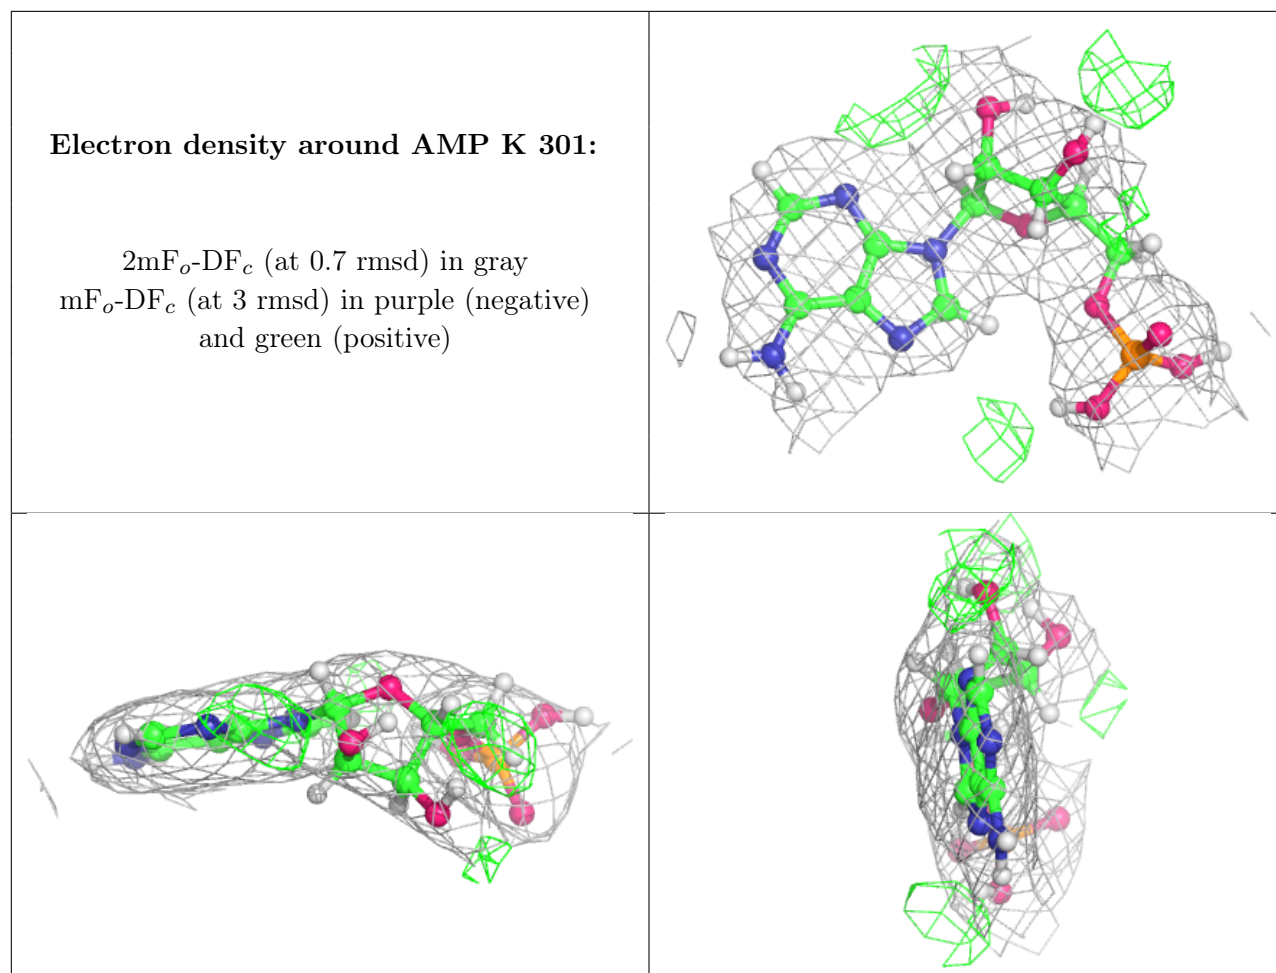 Electron density around AMP K 301:
2mFₒ-DF𝒸 (at 0.7 rmsd) in gray
mFₒ-DF𝒸 (at 3 rmsd) in purple (negative)
and green (positive)